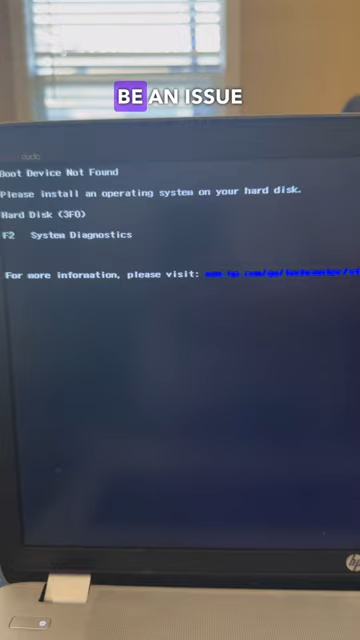 BE AN ISSUE
Boot Device Not Found
Please install an operating system on your hard disk.
Hard Disk (3F0)
F2 System Diagnostics
For more information, please visit:
hp